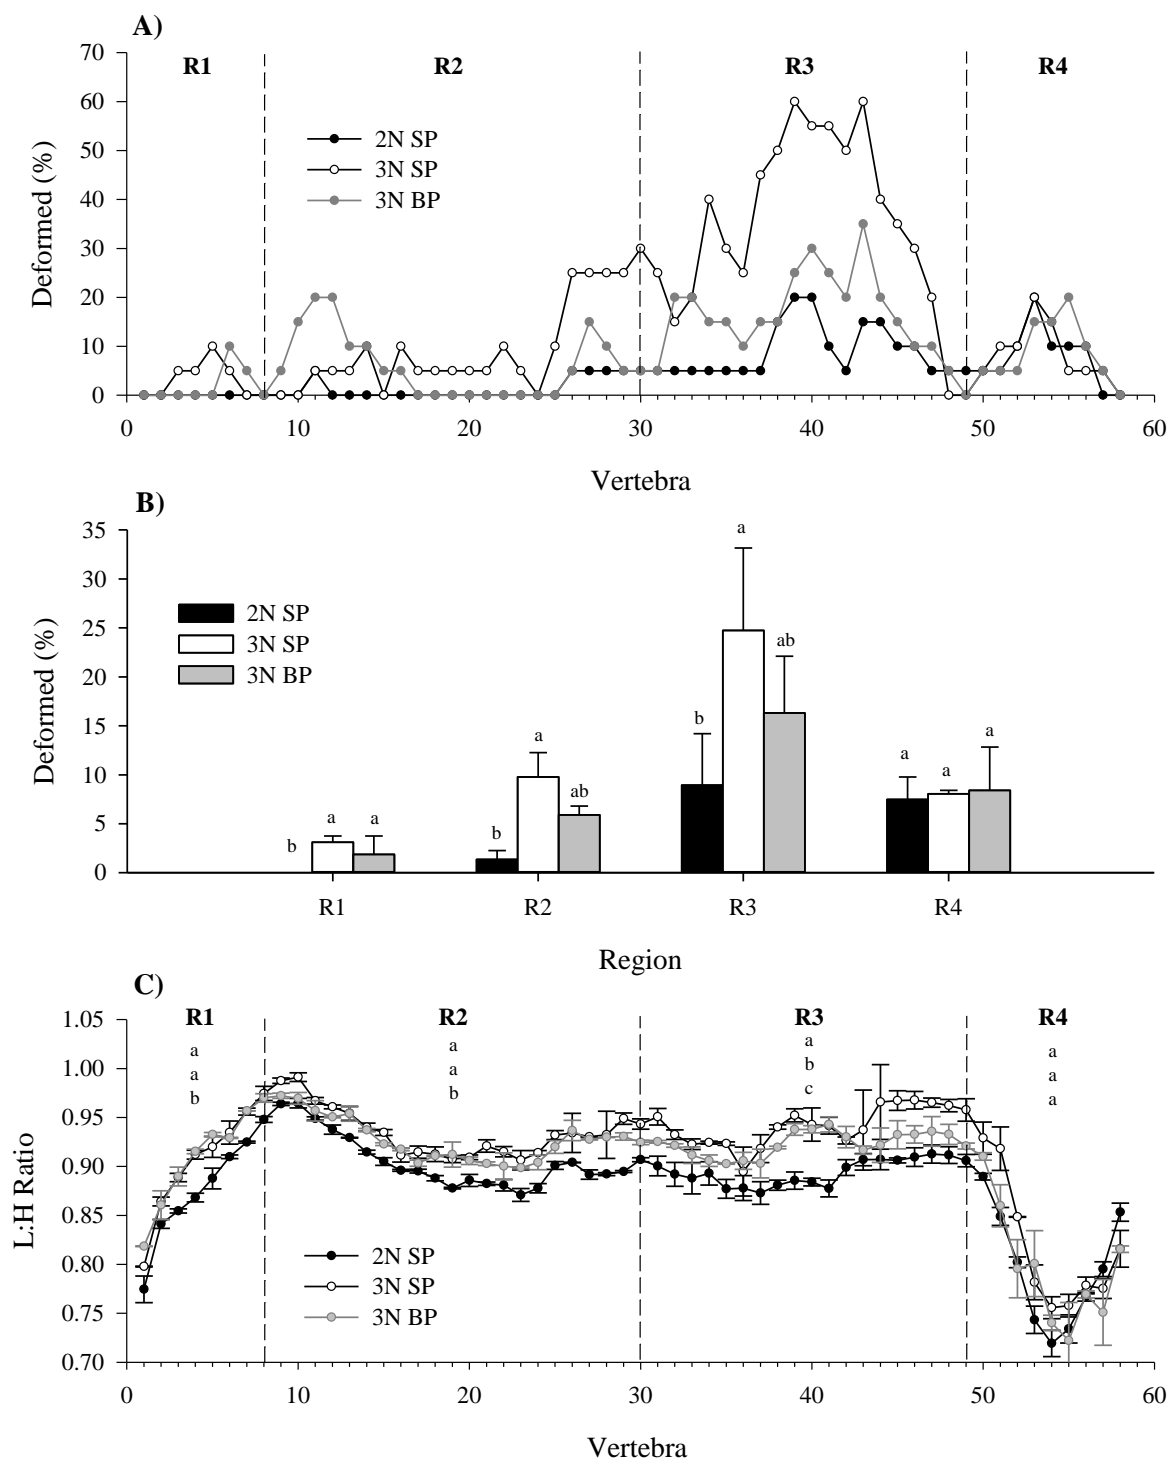 A)
70
60
50
40
30
20
10
0
Deformed (%)
R1 R2 R3 R4
2N SP
3N SP
3N BP
0 10 20 30 40 50 60
Vertebra
B)
35
30
25
20
15
10
5
0
Deformed (%)
2N SP
3N SP
3N BP
b a a
b a ab
b a ab
a a a
R1 R2 R3 R4
Region
C)
1.05
1.00
0.95
0.90
0.85
0.80
0.75
0.70
L:H Ratio
R1 R2 R3 R4
a a a a
a a b a
b b c a
2N SP
3N SP
3N BP
0 10 20 30 40 50 60
Vertebra